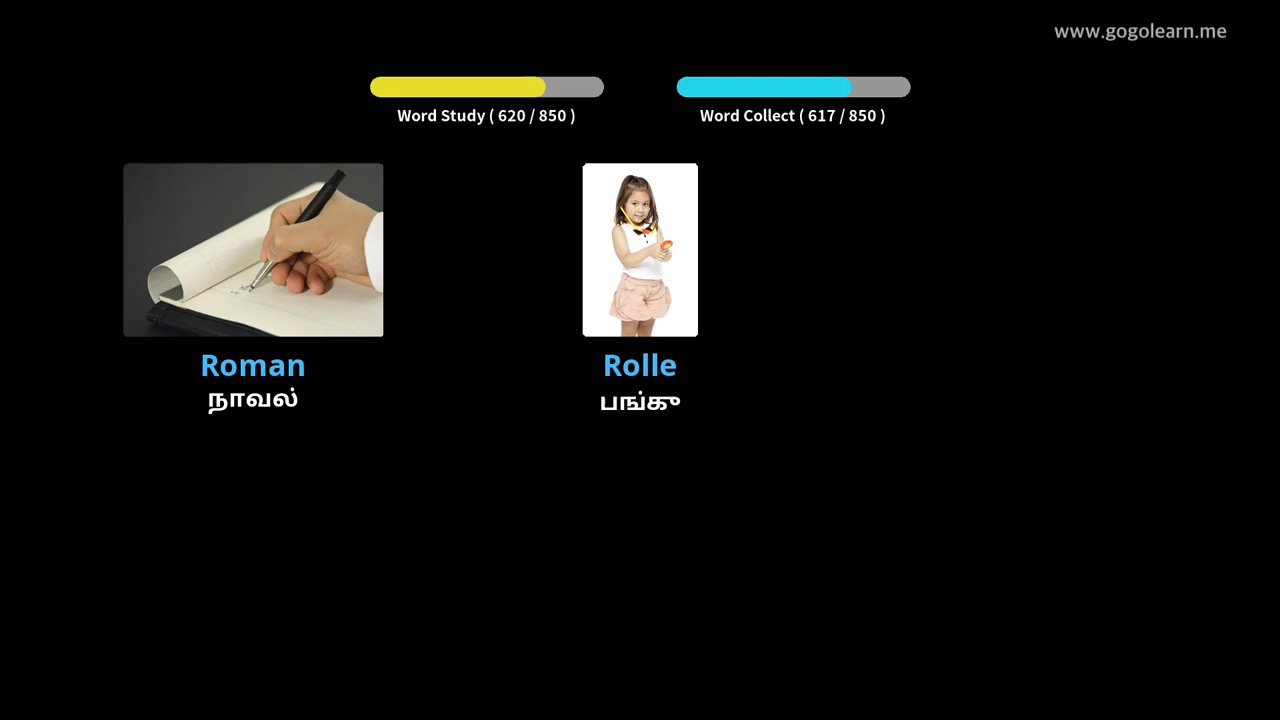 www.gogolearn.me
Word Study ( 620 / 850 )
Word Collect ( 617 / 850 )
Roman
நாவல்
Rolle
பங்கு